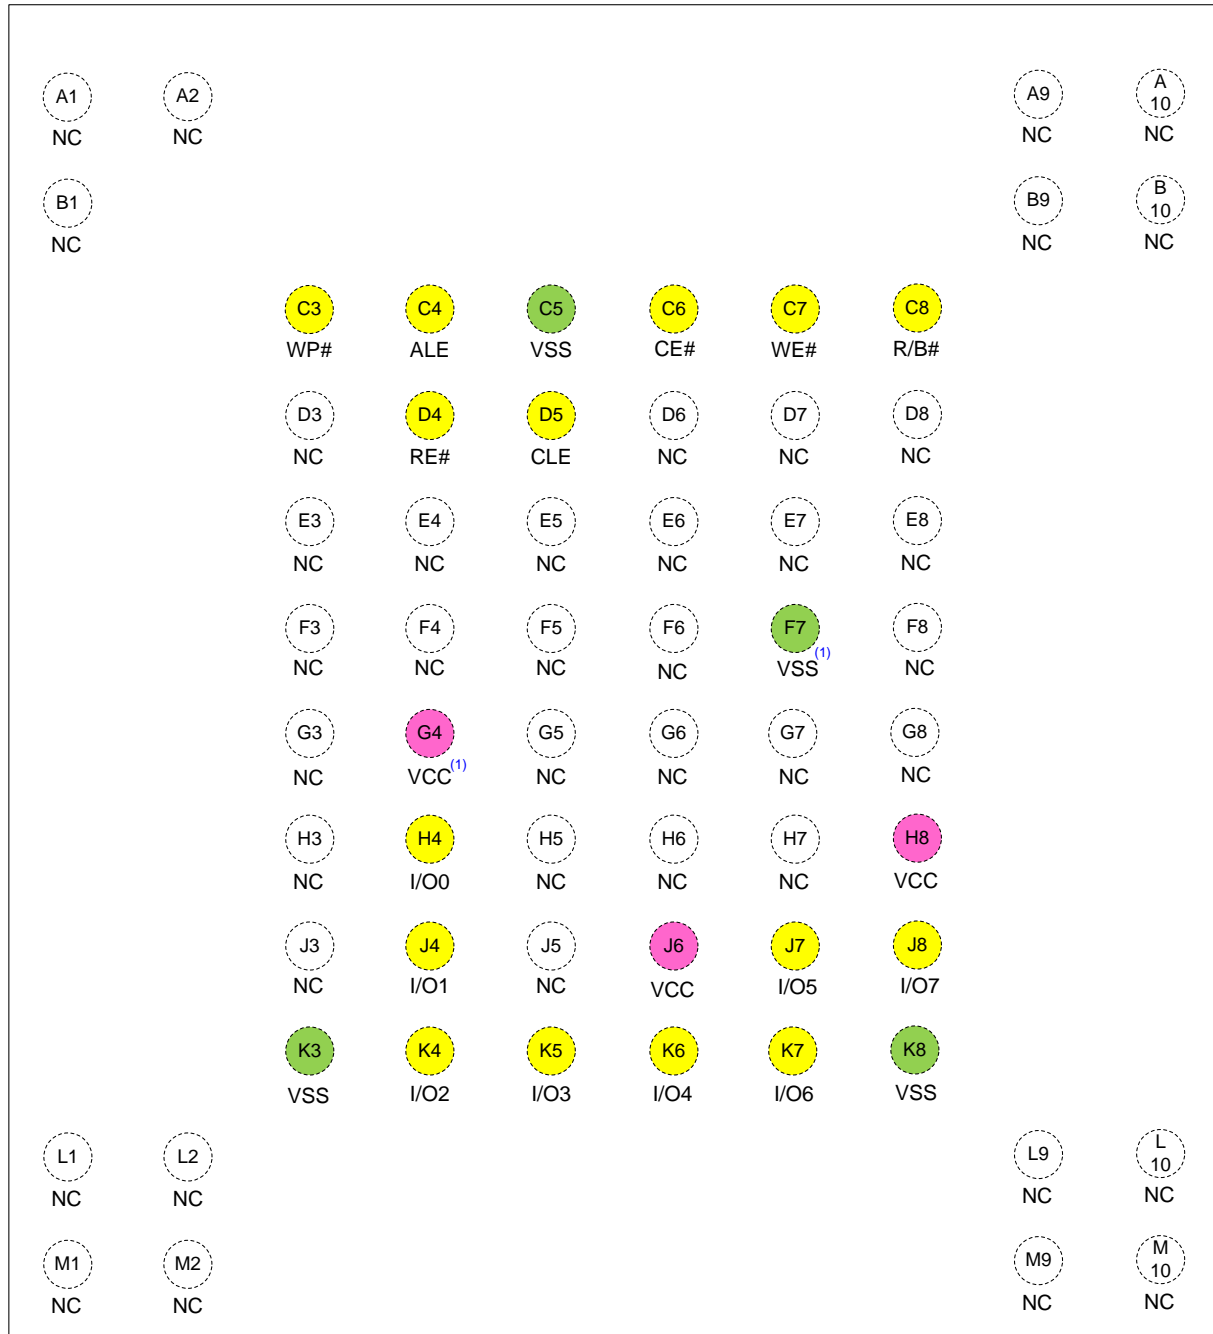 A1 A2 A9 A 10
NC NC NC NC
B1 B9 B 10
NC NC NC
C3 C4 C5 C6 C7 C8
WP# ALE VSS CE# WE# R/B#
D3 D4 D5 D6 D7 D8
NC RE# CLE NC NC NC
E3 E4 E5 E6 E7 E8
NC NC NC NC NC NC
F3 F4 F5 F6 F7 F8
NC NC NC NC VSS(1) NC
G3 G4 G5 G6 G7 G8
NC VCC(1) NC NC NC NC
H3 H4 H5 H6 H7 H8
NC I/O0 NC NC NC VCC
J3 J4 J5 J6 J7 J8
NC I/O1 NC VCC I/O5 I/O7
K3 K4 K5 K6 K7 K8
VSS I/O2 I/O3 I/O4 I/O6 VSS
L1 L2 L9 L 10
NC NC NC NC
M1 M2 M9 M 10
NC NC NC NC